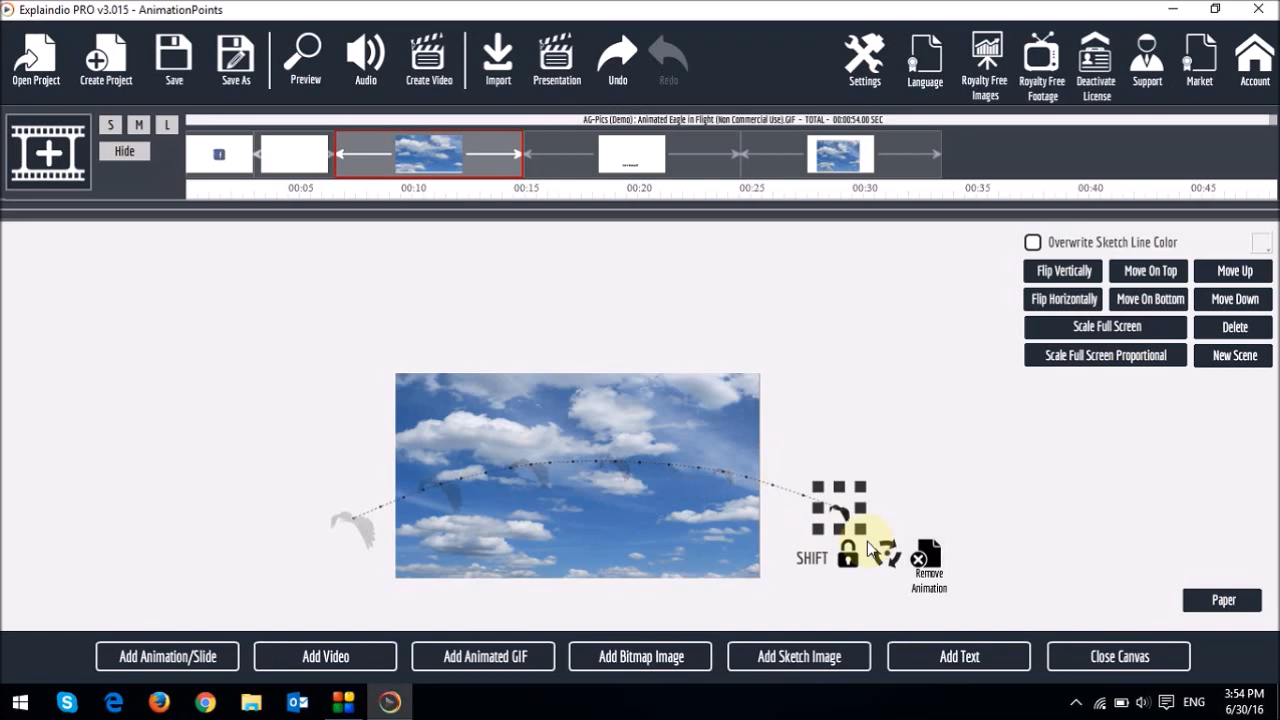 Explaindio PRO v3.015 - AnimationPoints
Open Project
Create Project
Save
Save As
Preview
Audio
Create Video
Import
Presentation
Undo
Redo
Settings
Language
Royalty Free
Images
Royalty Free
Footage
Deactivate
License
Support
Market
Account
S M L
Hide
AG-Pics (Demo) : Animated Eagle in Flight (Non Commercial Use).GIF - TOTAL - 00:00:54.00 SEC
00:05 00:10 00:15 00:20 00:25 00:30 00:35 00:40 00:45
Overwrite Sketch Line Color
Flip Vertically Move On Top Move Up
Flip Horizontally Move On Bottom Move Down
Scale Full Screen Delete
Scale Full Screen Proportional New Scene
SHIFT
Remove
Animation
Paper
Add Animation/Slide Add Video Add Animated GIF Add Bitmap Image Add Sketch Image Add Text Close Canvas
ENG
3:54 PM
6/30/16